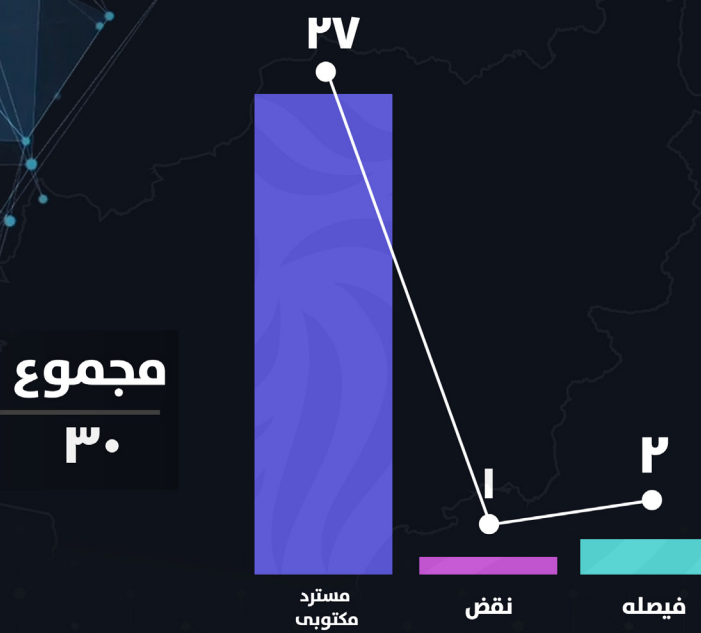 ۲۷
۱
۲
مجموع
۳۰
فیصله
نقض
مسترد
مکتوبی